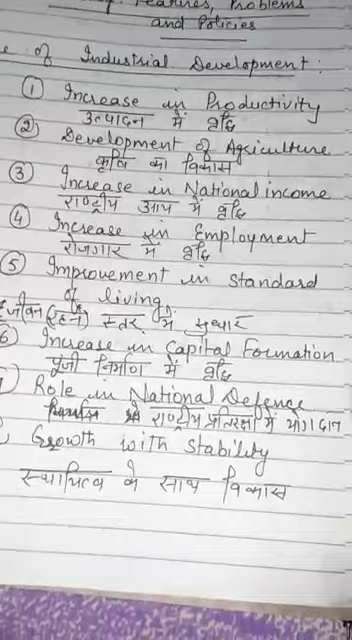 Features, Problems
and Policies
of Industrial Development:
① Increase in Productivity
उत्पादन में वृद्धि
② Development of Agriculture
कृषि का विकास
③ Increase in National income
राष्ट्रीय आय में वृद्धि
④ Increase in Employment
रोजगार में वृद्धि
⑤ Improvement in Standard
of living
जीवन (रहन) स्तर में सुधार
6) Increase in Capital Formation
पूंजी निर्माण में वृद्धि
Role in National Defence
राष्ट्रीय प्रतिरक्षा में योगदान
Growth with stability
स्थायित्व के साथ विकास